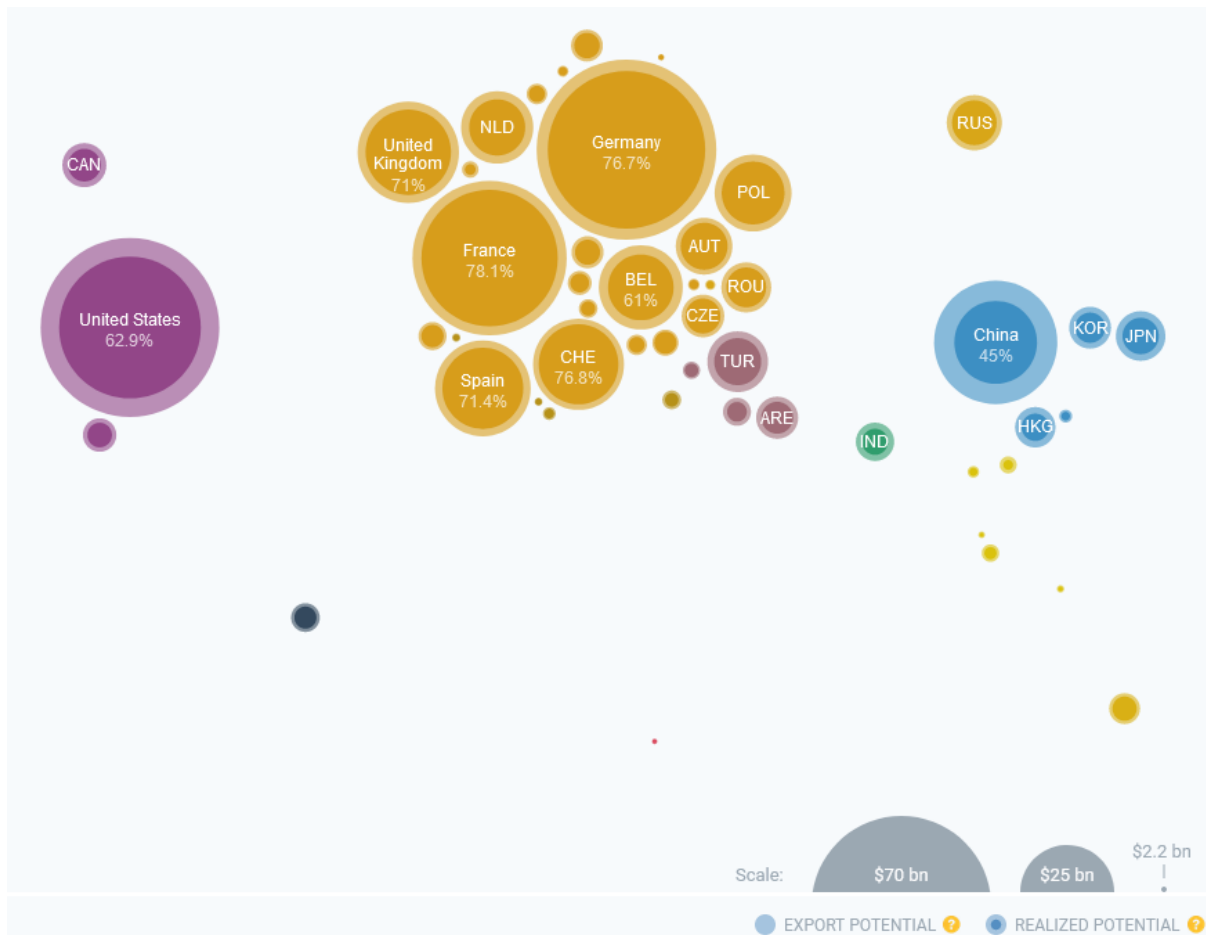 Germany
76.7%
NLD
RUS
United
Kingdom
71%
CAN
POL
France
78.1%
AUT
BEL
61%
ROU
CZE
United States
62.9%
China
45%
KOR
JPN
CHE
76.8%
TUR
Spain
71.4%
ARE
HKG
IND
$2.2 bn
Scale:
$70 bn
$25 bn
EXPORT POTENTIAL ?
REALIZED POTENTIAL ?